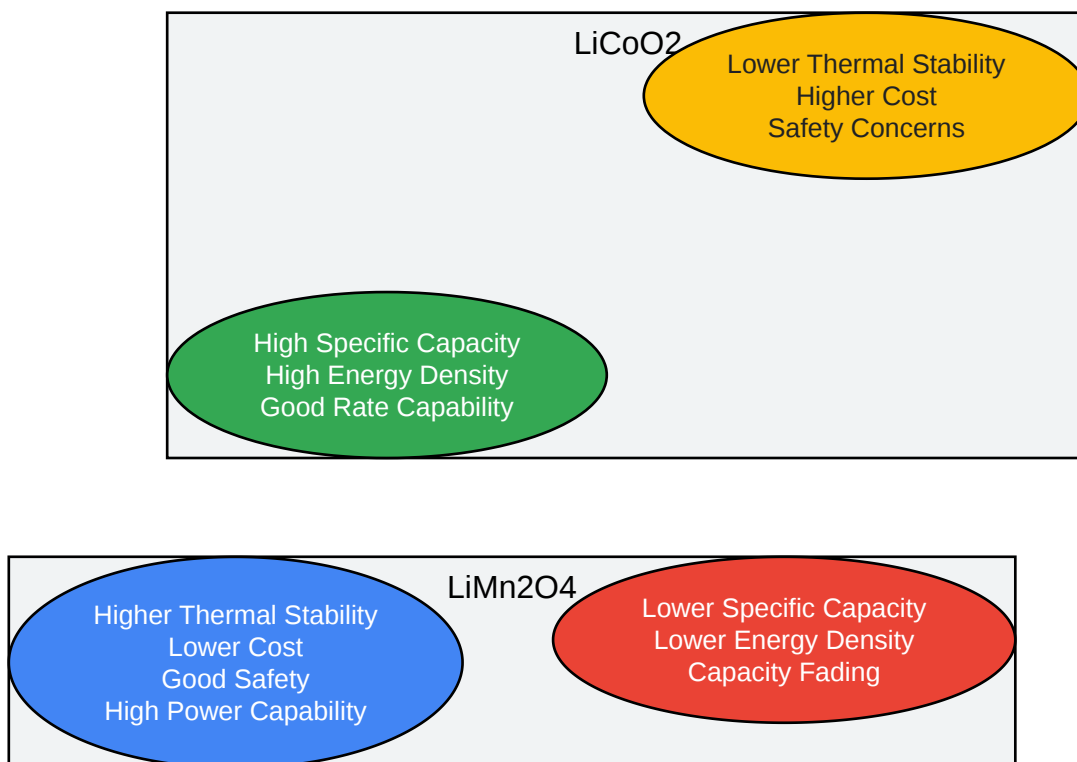 LiCoO2
Lower Thermal Stability
Higher Cost
Safety Concerns
High Specific Capacity
High Energy Density
Good Rate Capability
LiMn2O4
Higher Thermal Stability
Lower Cost
Good Safety
High Power Capability
Lower Specific Capacity
Lower Energy Density
Capacity Fading